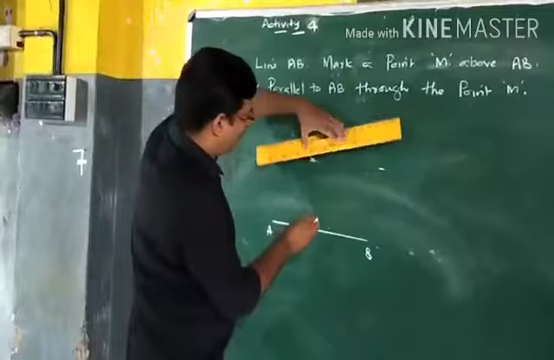 Activity 4
Made with KINEMASTER
Line AB. Mark a Point 'M' above AB.
Parallel to AB through the Point 'M'.
7
A
B